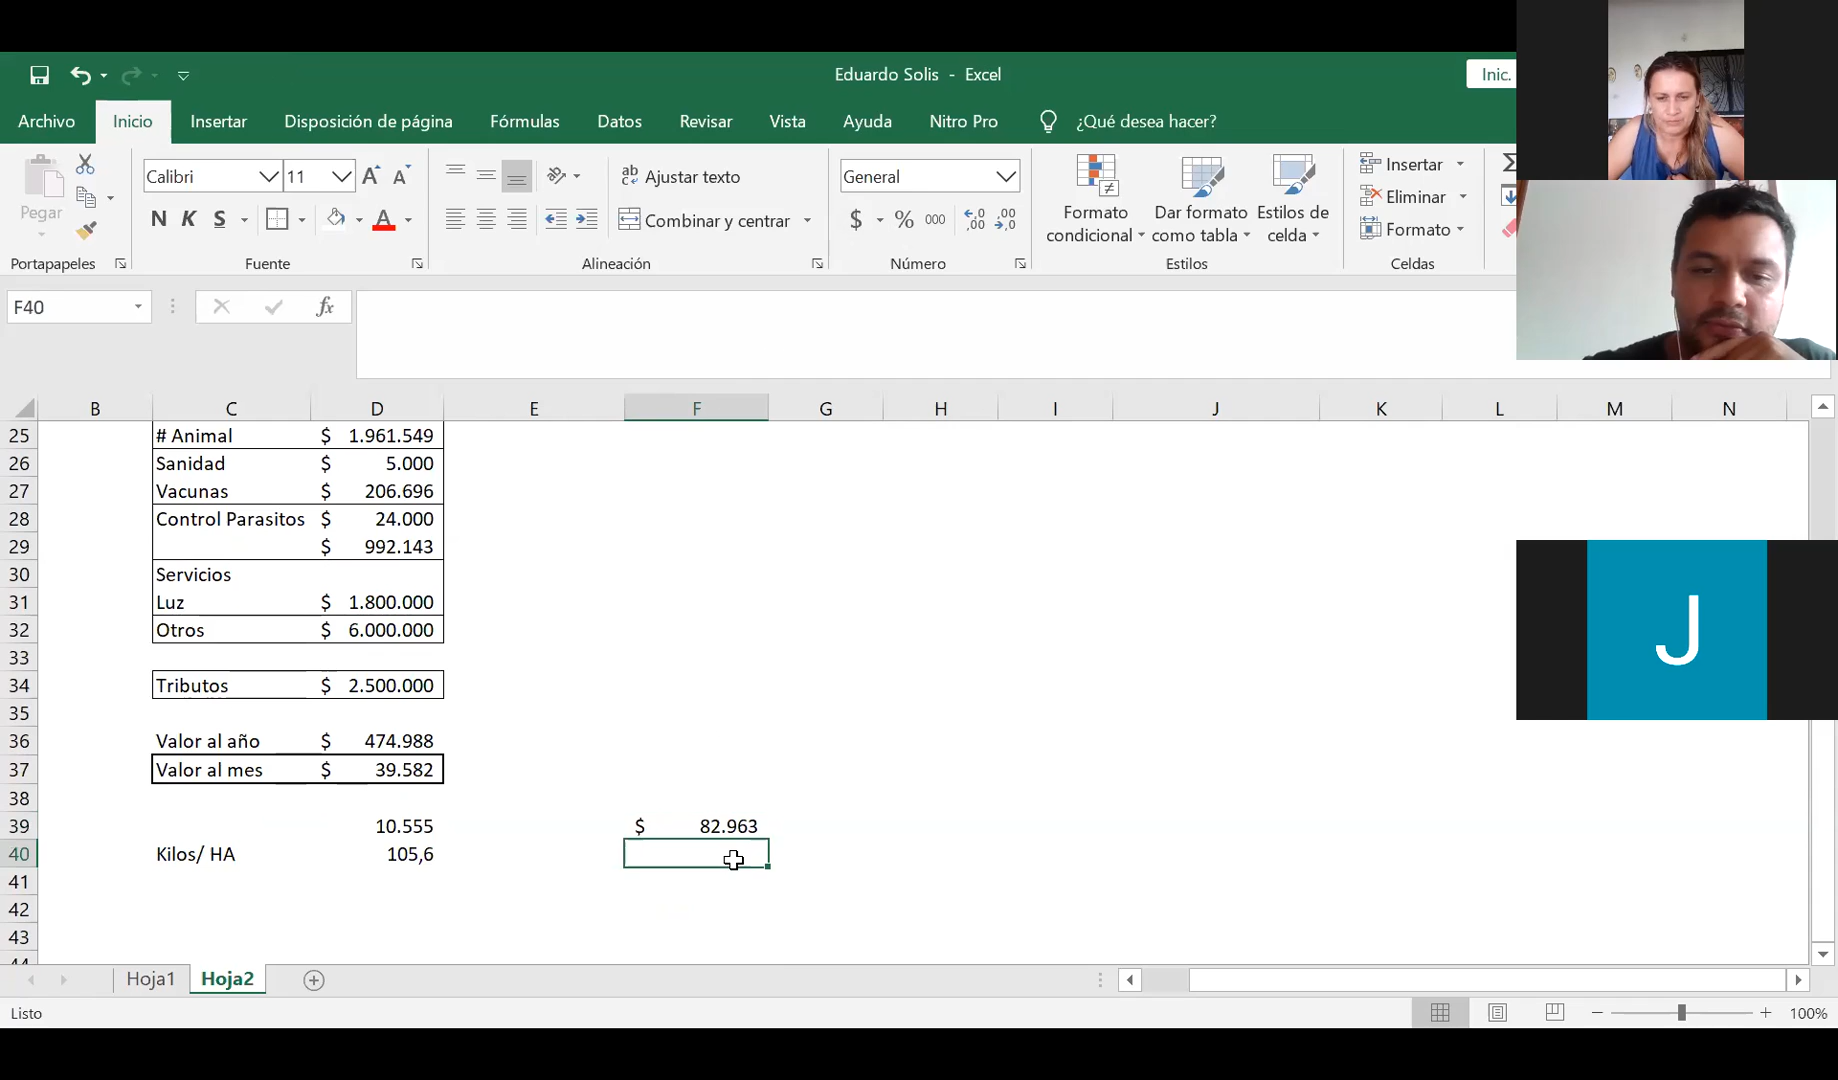 Eduardo Solis - Excel
Inic.
Archivo Inicio Insertar Disposición de página Fórmulas Datos Revisar Vista Ayuda Nitro Pro ¿Qué desea hacer?
Pegar
Calibri 11
N K S
Ajustar texto
Combinar y centrar
General
$ % 000
Formato condicional
Dar formato como tabla
Estilos de celda
Insertar
Eliminar
Formato
Portapapeles Fuente Alineación Número Estilos Celdas
F40 fx
B C D E F G H I J K L M N
25 # Animal $ 1.961.549
26 Sanidad $ 5.000
27 Vacunas $ 206.696
28 Control Parasitos $ 24.000
29 $ 992.143
30 Servicios
31 Luz $ 1.800.000
32 Otros $ 6.000.000
33
34 Tributos $ 2.500.000
35
36 Valor al año $ 474.988
37 Valor al mes $ 39.582
38
39 10.555 $ 82.963
40 Kilos/ HA 105,6
41
42
43
44
J
Hoja1 Hoja2
Listo
100%